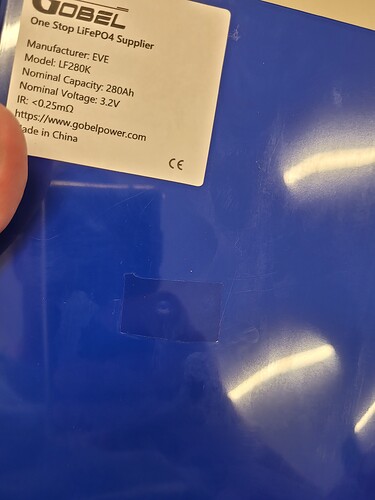 GOBEL
One Stop LiFePO4 Supplier
Manufacturer: EVE
Model: LF280K
Nominal Capacity: 280Ah
Nominal Voltage: 3.2V
IR: <0.25mΩ
https://www.gobelpower.com
ade in China
CE